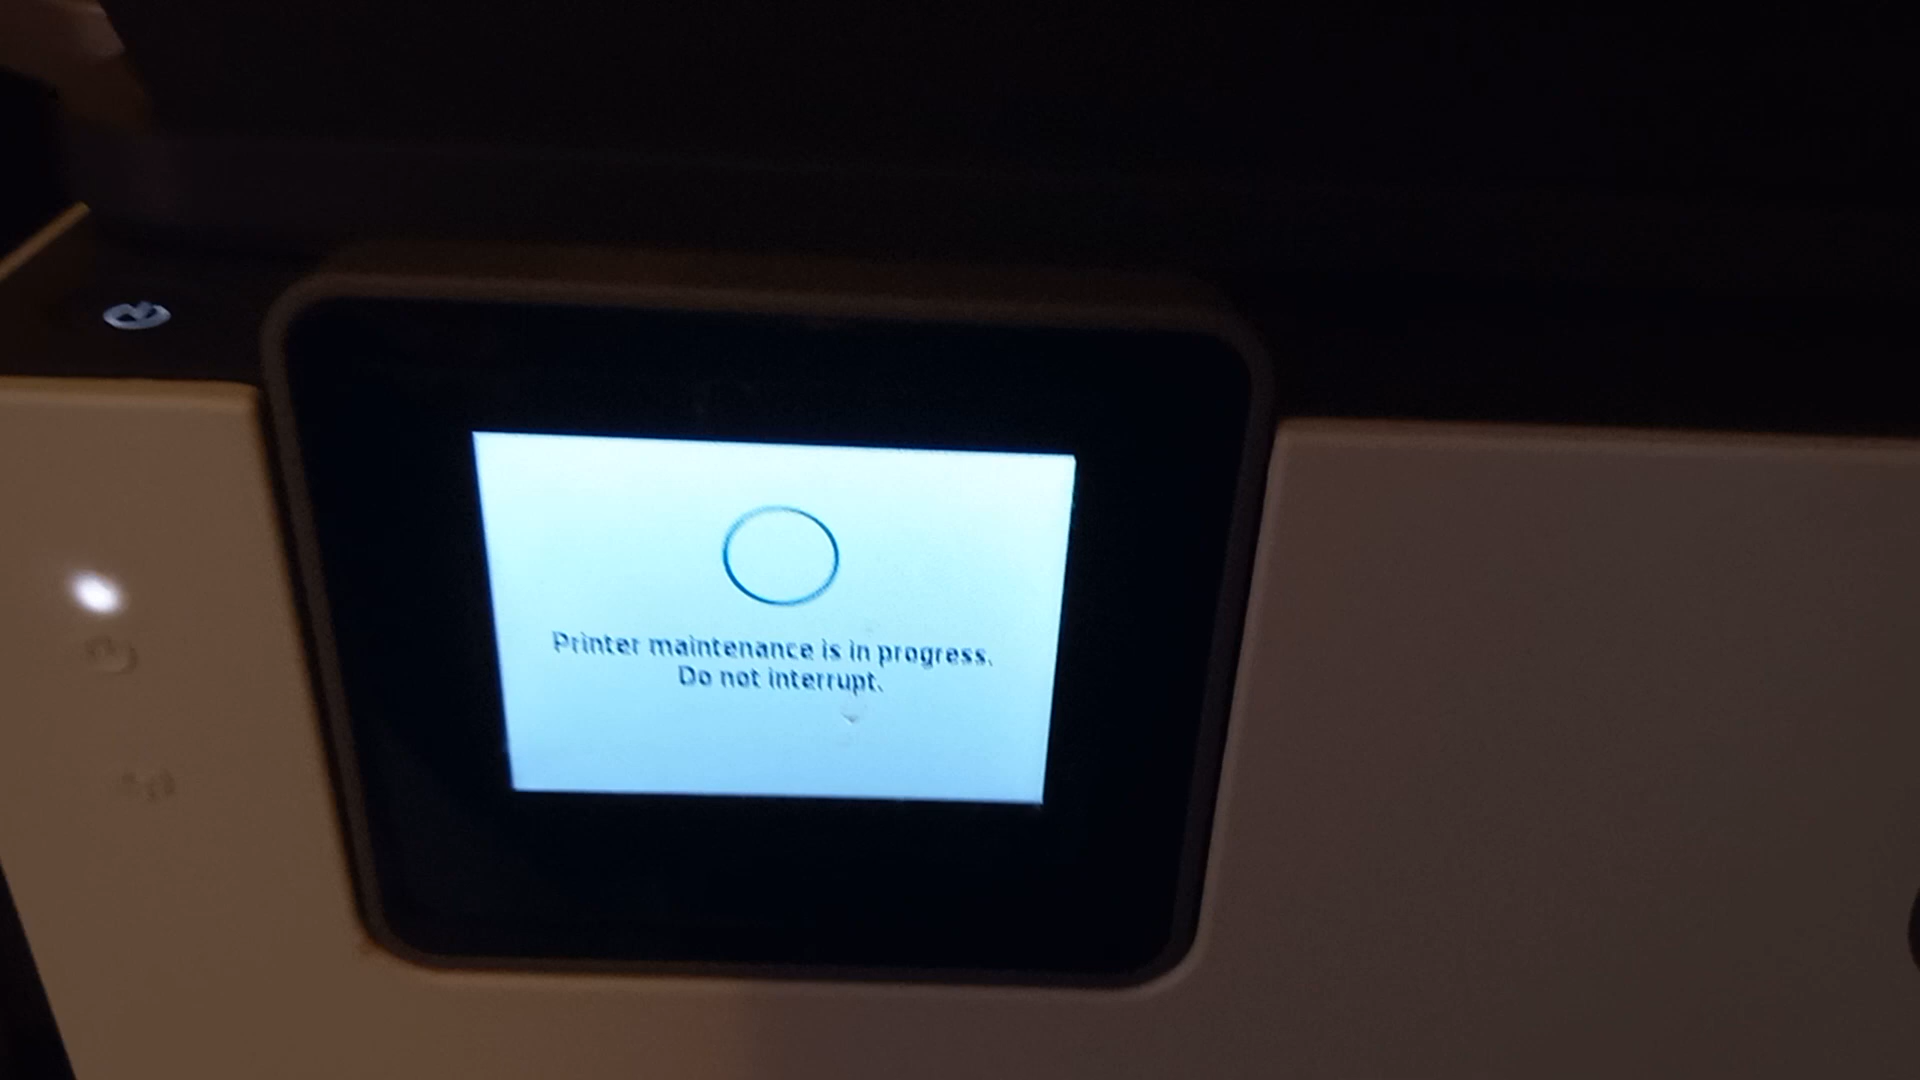 Printer maintenance is in progress.
Do not interrupt.